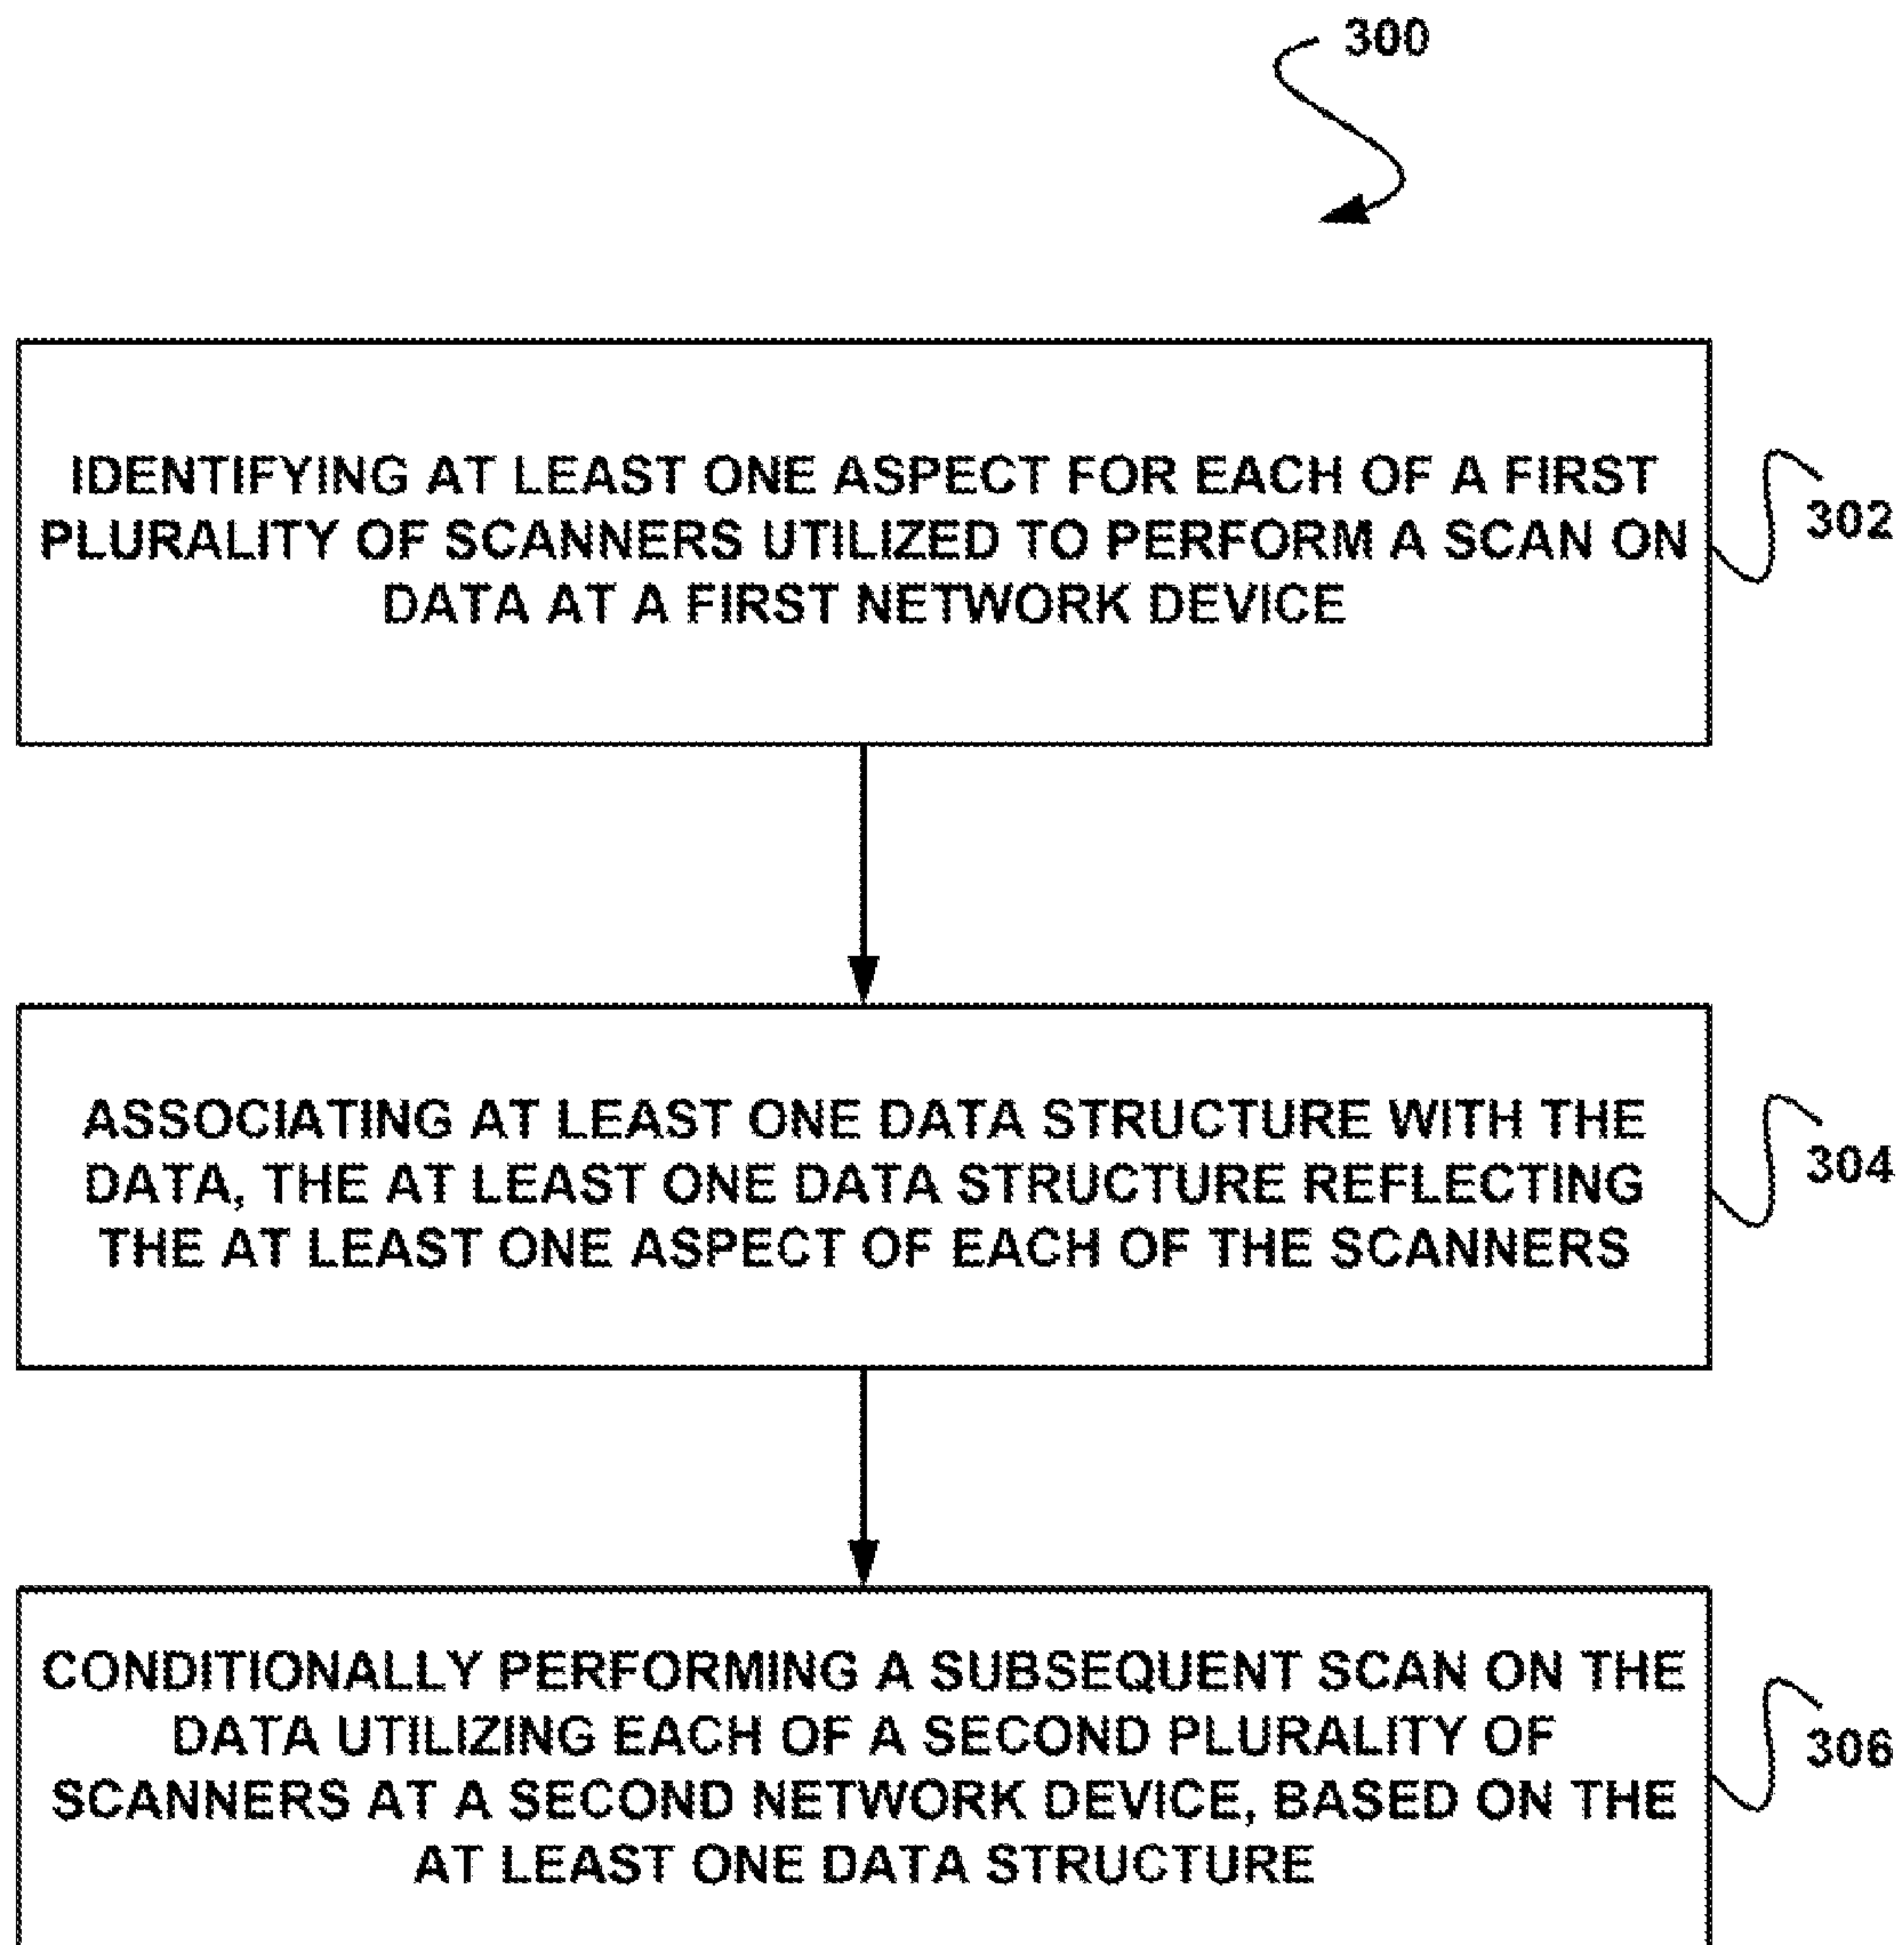 300
IDENTIFYING AT LEAST ONE ASPECT FOR EACH OF A FIRST
PLURALITY OF SCANNERS UTILIZED TO PERFORM A SCAN ON
DATA AT A FIRST NETWORK DEVICE
302
ASSOCIATING AT LEAST ONE DATA STRUCTURE WITH THE
DATA, THE AT LEAST ONE DATA STRUCTURE REFLECTING
THE AT LEAST ONE ASPECT OF EACH OF THE SCANNERS
304
CONDITIONALLY PERFORMING A SUBSEQUENT SCAN ON THE
DATA UTILIZING EACH OF A SECOND PLURALITY OF
SCANNERS AT A SECOND NETWORK DEVICE, BASED ON THE
AT LEAST ONE DATA STRUCTURE
306